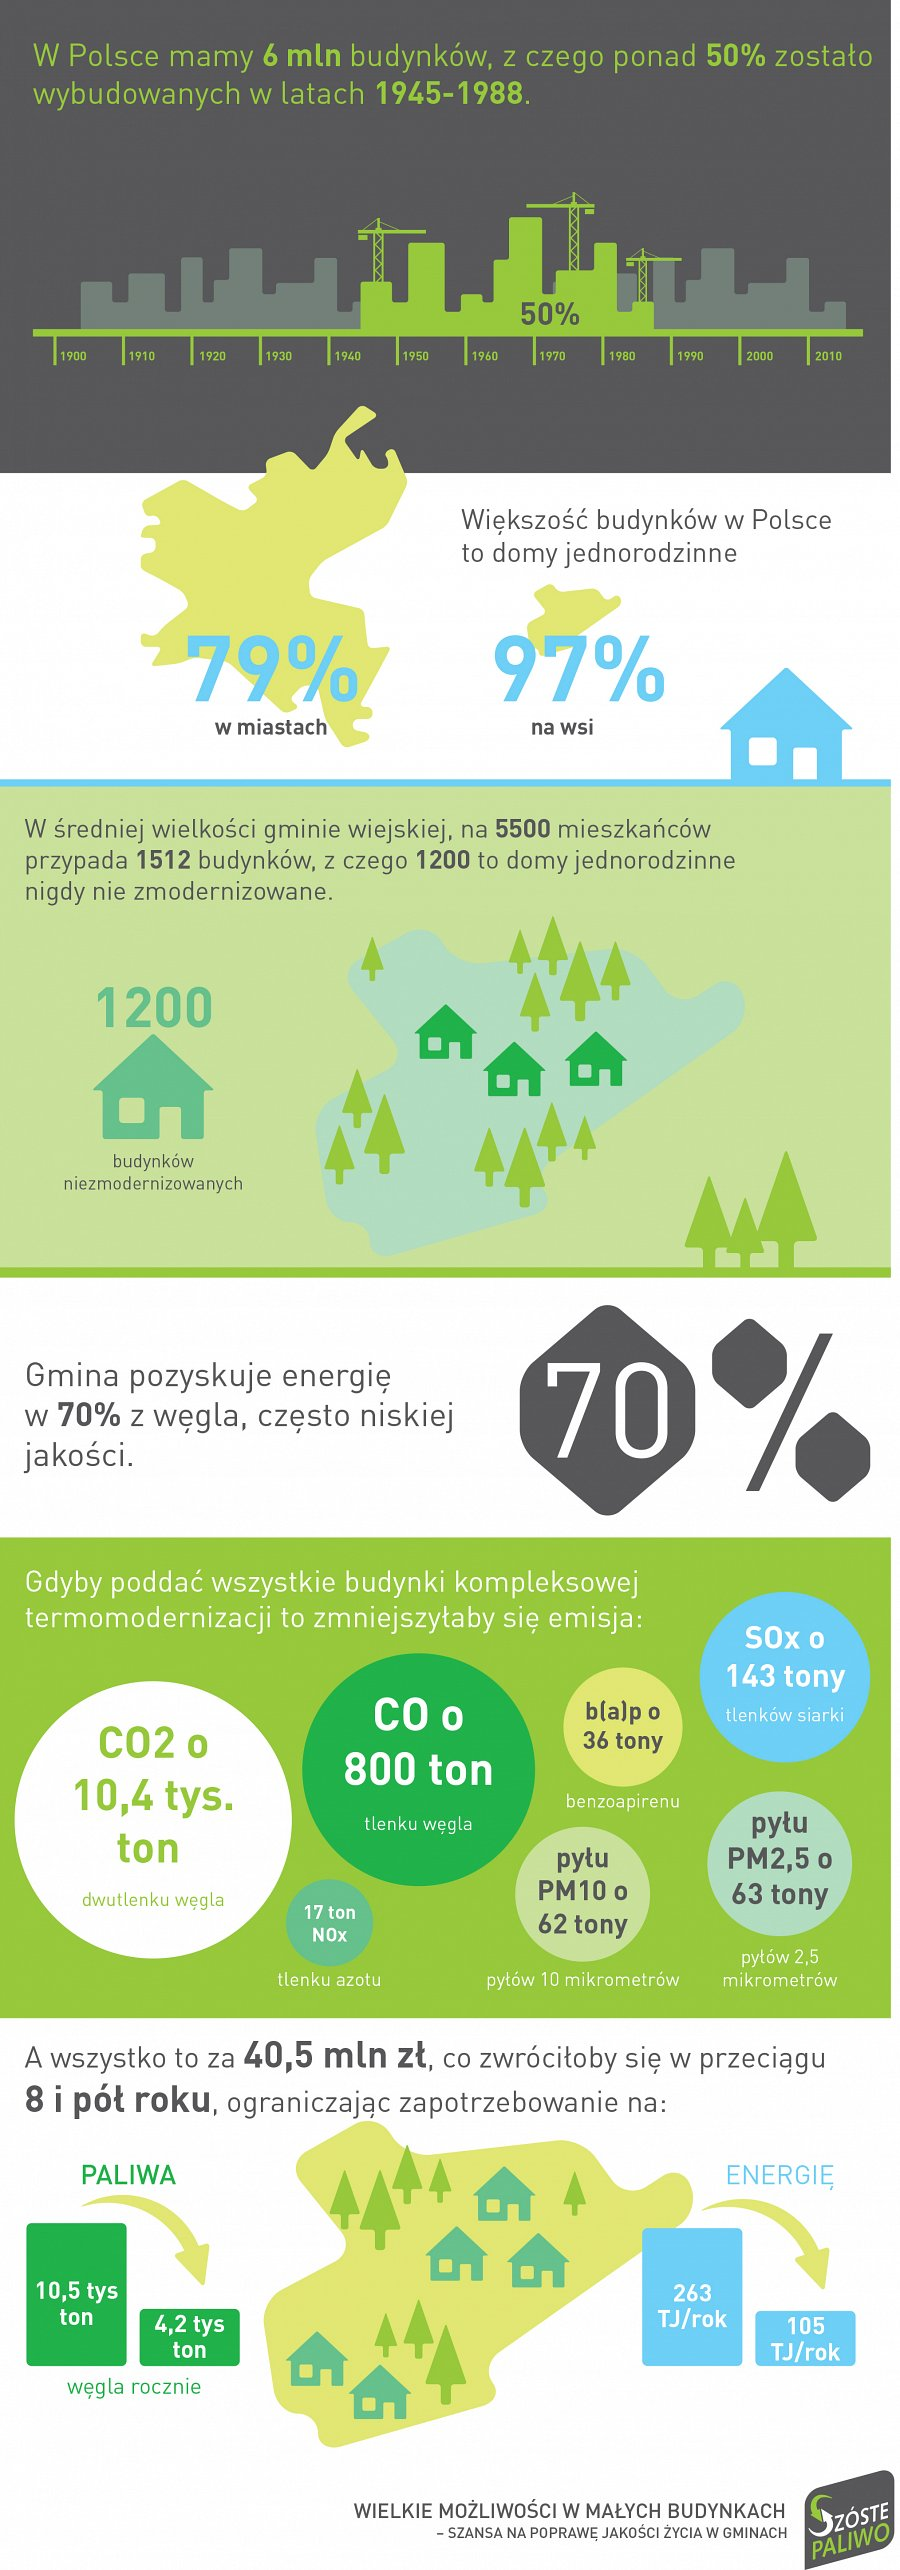 W Polsce mamy 6 mln budynków, z czego ponad 50% zostało
wybudowanych w latach 1945-1988.
50%
1900 1910 1920 1930 1940 1950 1960 1970 1980 1990 2000 2010
Większość budynków w Polsce
to domy jednorodzinne
79%
w miastach
97%
na wsi
W średniej wielkości gminie wiejskiej, na 5500 mieszkańców
przypada 1512 budynków, z czego 1200 to domy jednorodzinne
nigdy nie zmodernizowane.
1200
budynków
niezmodernizowanych
Gmina pozyskuje energię
w 70% z węgla, często niskiej
jakości.
70%
Gdyby poddać wszystkie budynki kompleksowej
termomodernizacji to zmniejszyłaby się emisja:
CO2 o
10,4 tys.
ton
dwutlenku węgla
CO o
800 ton
tlenku węgla
17 ton
NOx
tlenku azotu
b(a)p o
36 tony
benzoapirenu
SOx o
143 tony
tlenków siarki
pyłu
PM10 o
62 tony
pyłów 10 mikrometrów
pyłu
PM2,5 o
63 tony
pyłów 2,5
mikrometrów
A wszystko to za 40,5 mln zł, co zwróciłoby się w przeciągu
8 i pół roku, ograniczając zapotrzebowanie na:
PALIWA
10,5 tys
ton
4,2 tys
ton
węgla rocznie
ENERGIĘ
263
TJ/rok
105
TJ/rok
WIELKIE MOŻLIWOŚCI W MAŁYCH BUDYNKACH
– SZANSA NA POPRAWĘ JAKOŚCI ŻYCIA W GMINACH
SZÓSTE
PALIWO